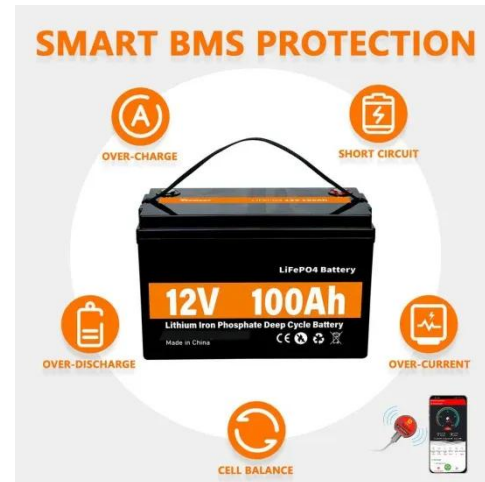 SMART BMS PROTECTION
OVER-CHARGE
SHORT CIRCUIT
LiFePO4 Battery
12V 100Ah
Lithium Iron Phosphate Deep Cycle Battery
Made in China
CE
OVER-DISCHARGE
OVER-CURRENT
CELL BALANCE